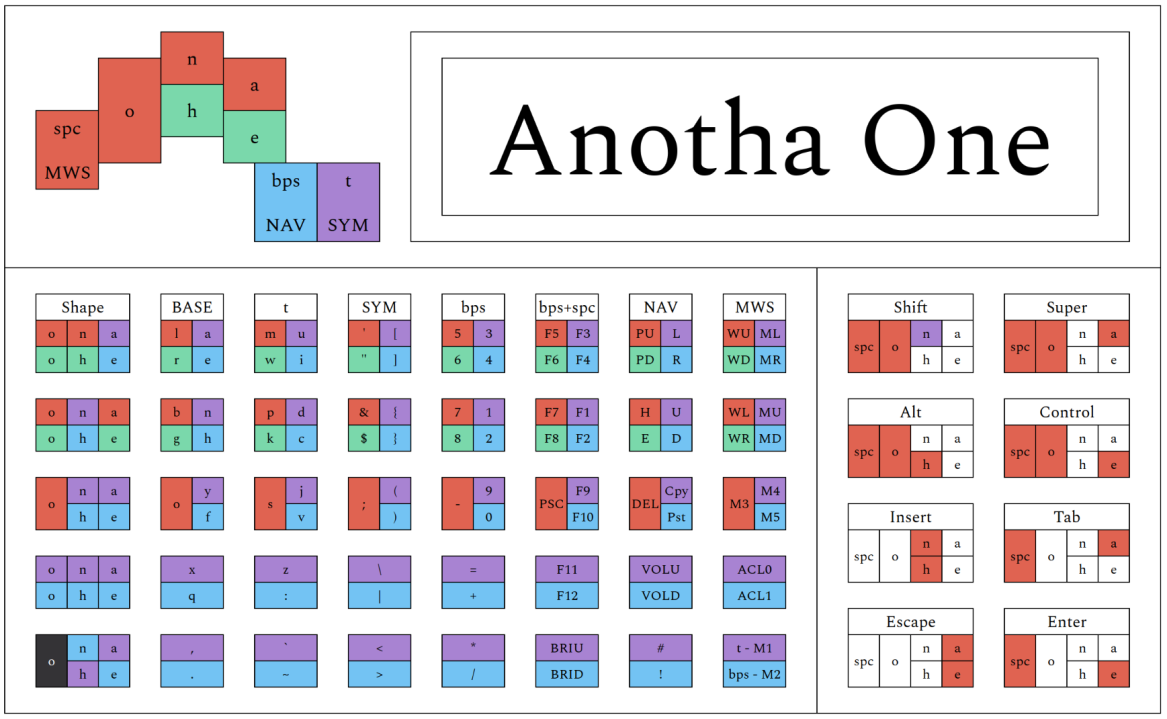 n
a
o
h
spc
e
MWS
bps t
NAV SYM
Anotha One
Shape BASE t SYM bps bps+spc NAV MWS
o n a l a m u ' [ 5 3 F5 F3 PU L WU ML
o h e r e w i " ] 6 4 F6 F4 PD R WD MR
o n a b n p d & { 7 1 F7 F1 H U WL MU
o h e g h k c $ } 8 2 F8 F2 E D WR MD
n a y j ( 9 F9 Cpy M4
o o s ; - PSC DEL M3
h e f v ) 0 F10 Pst M5
o n a x z \ = F11 VOLU ACL0
o h e q : | + F12 VOLD ACL1
n a , ` < * BRIU # t - M1
o
h e . ~ > / BRID ! bps - M2
Shift Super
n a n a
spc o spc o
h e h e
Alt Control
n a n a
spc o spc o
h e h e
Insert Tab
n a n a
spc o spc o
h e h e
Escape Enter
n a n a
spc o spc o
h e h e